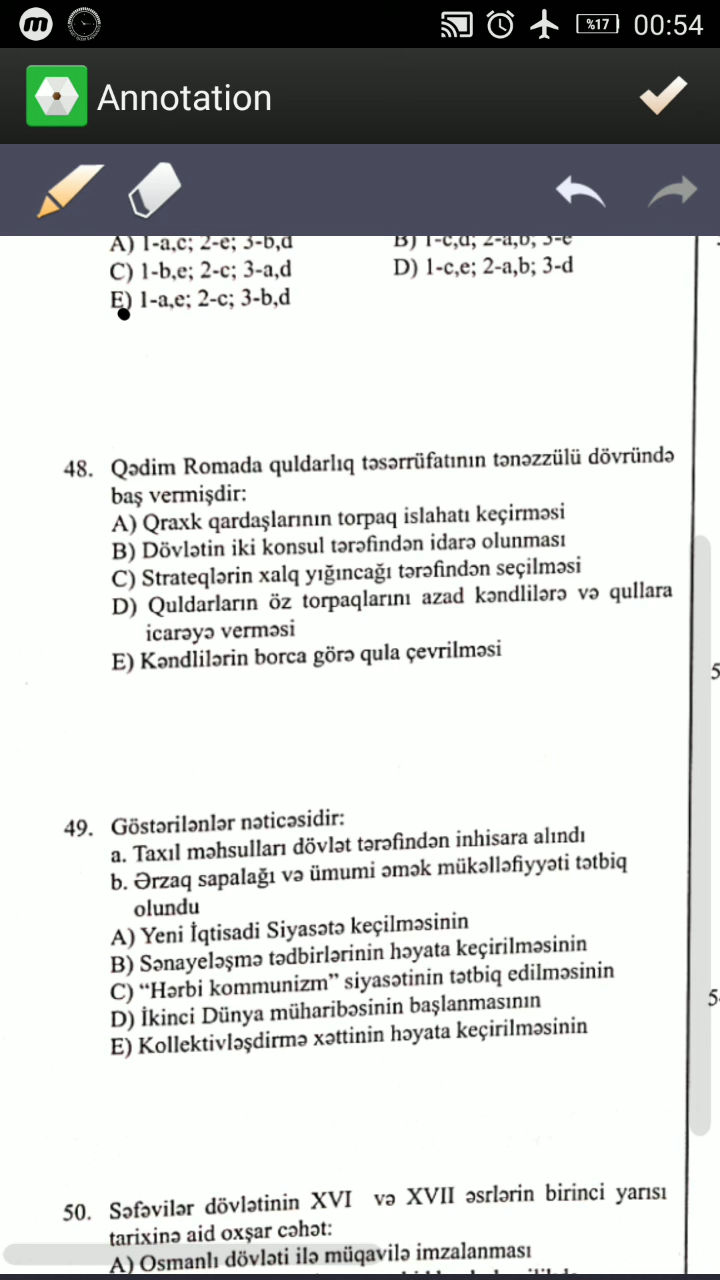 %17 00:54
Annotation
A) 1-a,c; 2-e; 3-b,d
B) 1-c,d; 2-a,b; 3-e
C) 1-b,e; 2-c; 3-a,d
D) 1-c,e; 2-a,b; 3-d
E) 1-a,e; 2-c; 3-b,d
48. Qədim Romada quldarlıq təsərrüfatının tənəzzülü dövründə
baş vermişdir:
A) Qraxk qardaşlarının torpaq islahatı keçirməsi
B) Dövlətin iki konsul tərəfindən idarə olunması
C) Strateqlərin xalq yığıncağı tərəfindən seçilməsi
D) Quldarların öz torpaqlarını azad kəndlilərə və qullara
icarəyə verməsi
E) Kəndlilərin borca görə qula çevrilməsi
5
49. Göstərilənlər nəticəsidir:
a. Taxıl məhsulları dövlət tərəfindən inhisara alındı
b. Ərzaq sapalağı və ümumi əmək mükəlləfiyyəti tətbiq
olundu
A) Yeni İqtisadi Siyasətə keçilməsinin
B) Sənayeləşmə tədbirlərinin həyata keçirilməsinin
C) “Hərbi kommunizm” siyasətinin tətbiq edilməsinin
D) İkinci Dünya müharibəsinin başlanmasının
E) Kollektivləşdirmə xəttinin həyata keçirilməsinin
5
50. Səfəvilər dövlətinin XVI və XVII əsrlərin birinci yarısı
tarixinə aid oxşar cəhət:
A) Osmanlı dövləti ilə müqavilə imzalanması